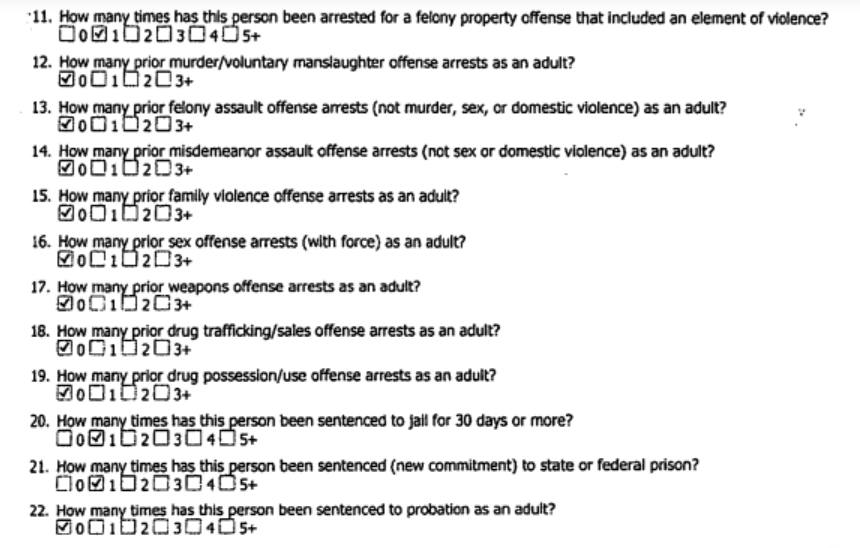 11. How many times has this person been arrested for a felony property offense that included an element of violence?
☐ 0 ☑ 1 ☐ 2 ☐ 3 ☐ 4 ☐ 5+
12. How many prior murder/voluntary manslaughter offense arrests as an adult?
☑ 0 ☐ 1 ☐ 2 ☐ 3+
13. How many prior felony assault offense arrests (not murder, sex, or domestic violence) as an adult?
☑ 0 ☐ 1 ☐ 2 ☐ 3+
14. How many prior misdemeanor assault offense arrests (not sex or domestic violence) as an adult?
☑ 0 ☐ 1 ☐ 2 ☐ 3+
15. How many prior family violence offense arrests as an adult?
☑ 0 ☐ 1 ☐ 2 ☐ 3+
16. How many prior sex offense arrests (with force) as an adult?
☑ 0 ☐ 1 ☐ 2 ☐ 3+
17. How many prior weapons offense arrests as an adult?
☑ 0 ☐ 1 ☐ 2 ☐ 3+
18. How many prior drug trafficking/sales offense arrests as an adult?
☑ 0 ☐ 1 ☐ 2 ☐ 3+
19. How many prior drug possession/use offense arrests as an adult?
☑ 0 ☐ 1 ☐ 2 ☐ 3+
20. How many times has this person been sentenced to jail for 30 days or more?
☐ 0 ☑ 1 ☐ 2 ☐ 3 ☐ 4 ☐ 5+
21. How many times has this person been sentenced (new commitment) to state or federal prison?
☐ 0 ☑ 1 ☐ 2 ☐ 3 ☐ 4 ☐ 5+
22. How many times has this person been sentenced to probation as an adult?
☑ 0 ☐ 1 ☐ 2 ☐ 3 ☐ 4 ☐ 5+